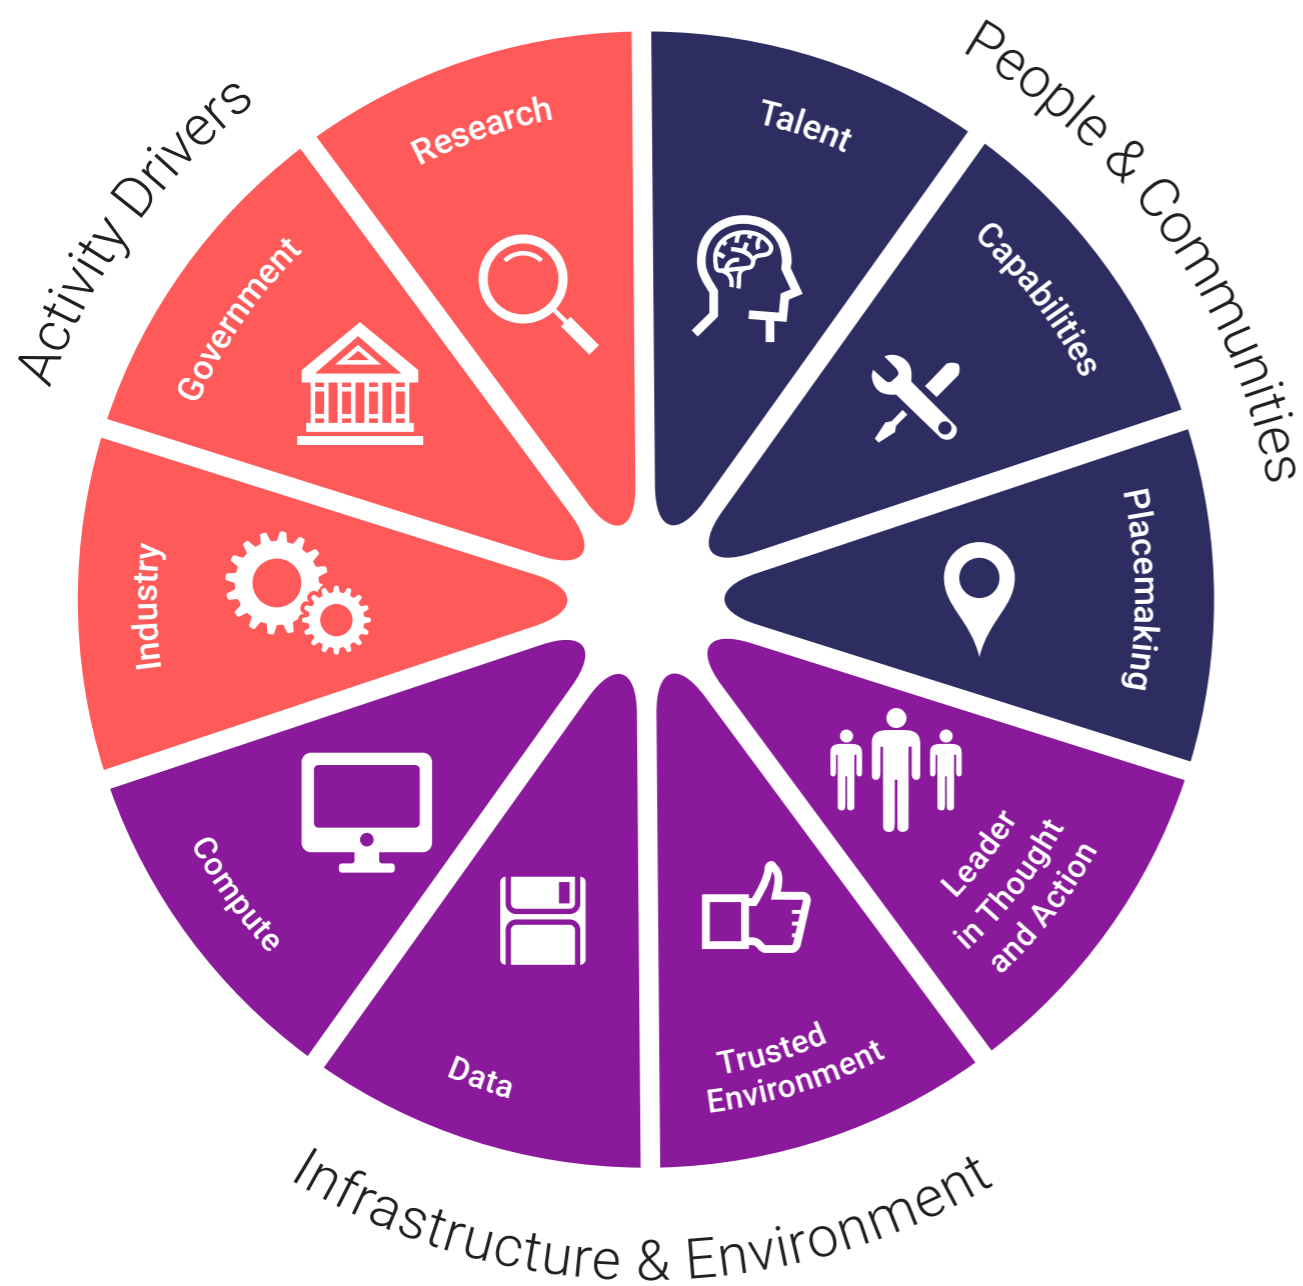 Activity Drivers
Research
Government
Industry
People & Communities
Talent
Capabilities
Placemaking
Infrastructure & Environment
Compute
Data
Trusted
Environment
Leader
in Thought
and Action